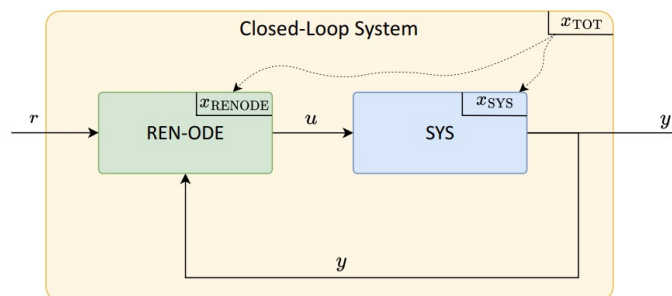 Closed-Loop System
x_TOT
x_RENODE
x_SYS
r
REN-ODE
u
SYS
y
y